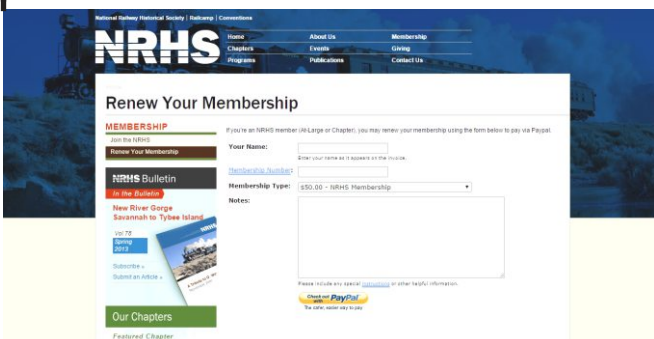 National Railway Historical Society | Railcamp | Conventions
NRHS
Home About Us Membership
Chapters Events Giving
Programs Publications Contact Us
Renew Your Membership
MEMBERSHIP
Join the NRHS
Renew Your Membership
If you're an NRHS member (At-Large or Chapter), you may renew your membership using the form below to pay via Paypal.
Your Name:
Enter your name as it appears on the invoice.
Membership Number:
Membership Type: $50.00 - NRHS Membership
Notes:
Please include any special instructions or other helpful information.
Check out with PayPal
The safer, easier way to pay
NRHS Bulletin
In the Bulletin
New River Gorge
Savannah to Tybee Island
Vol 78
Spring
2013
NRHS
Subscribe »
Submit an Article »
Our Chapters
Featured Chapter